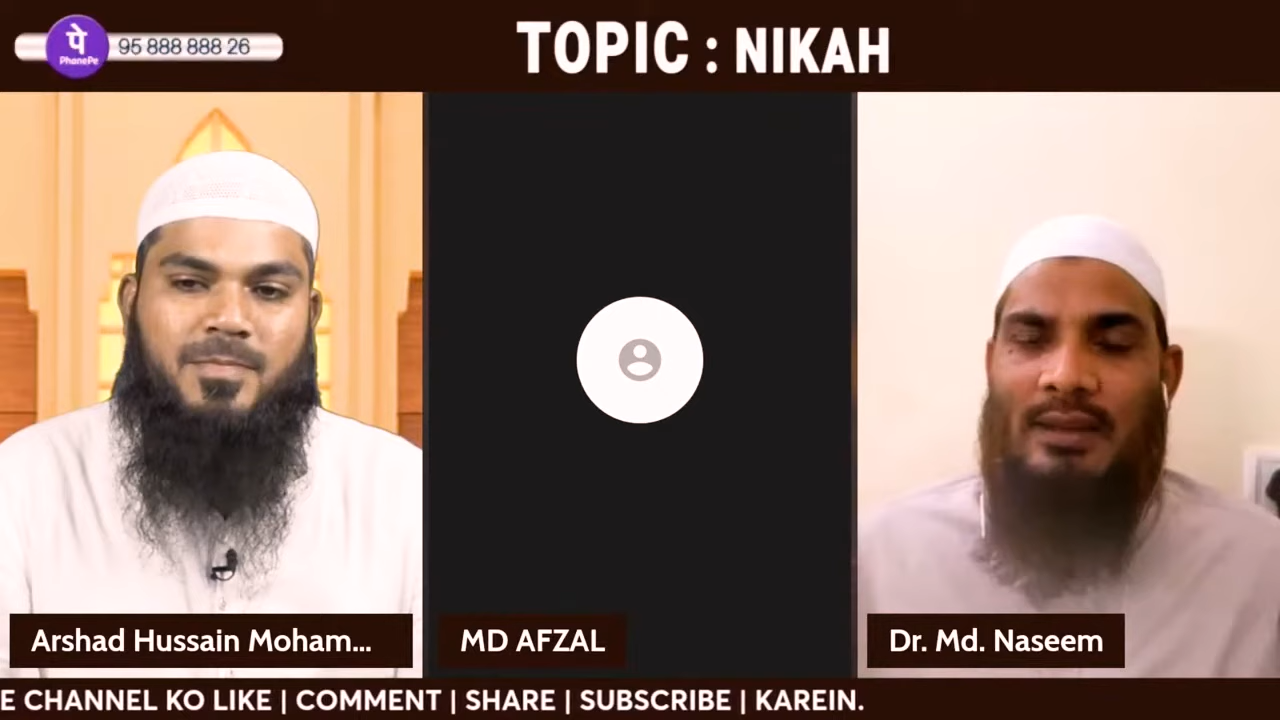 पे
PhonePe
95 888 888 26
TOPIC : NIKAH
Arshad Hussain Moham...
MD AFZAL
Dr. Md. Naseem
E CHANNEL KO LIKE | COMMENT | SHARE | SUBSCRIBE | KAREIN.